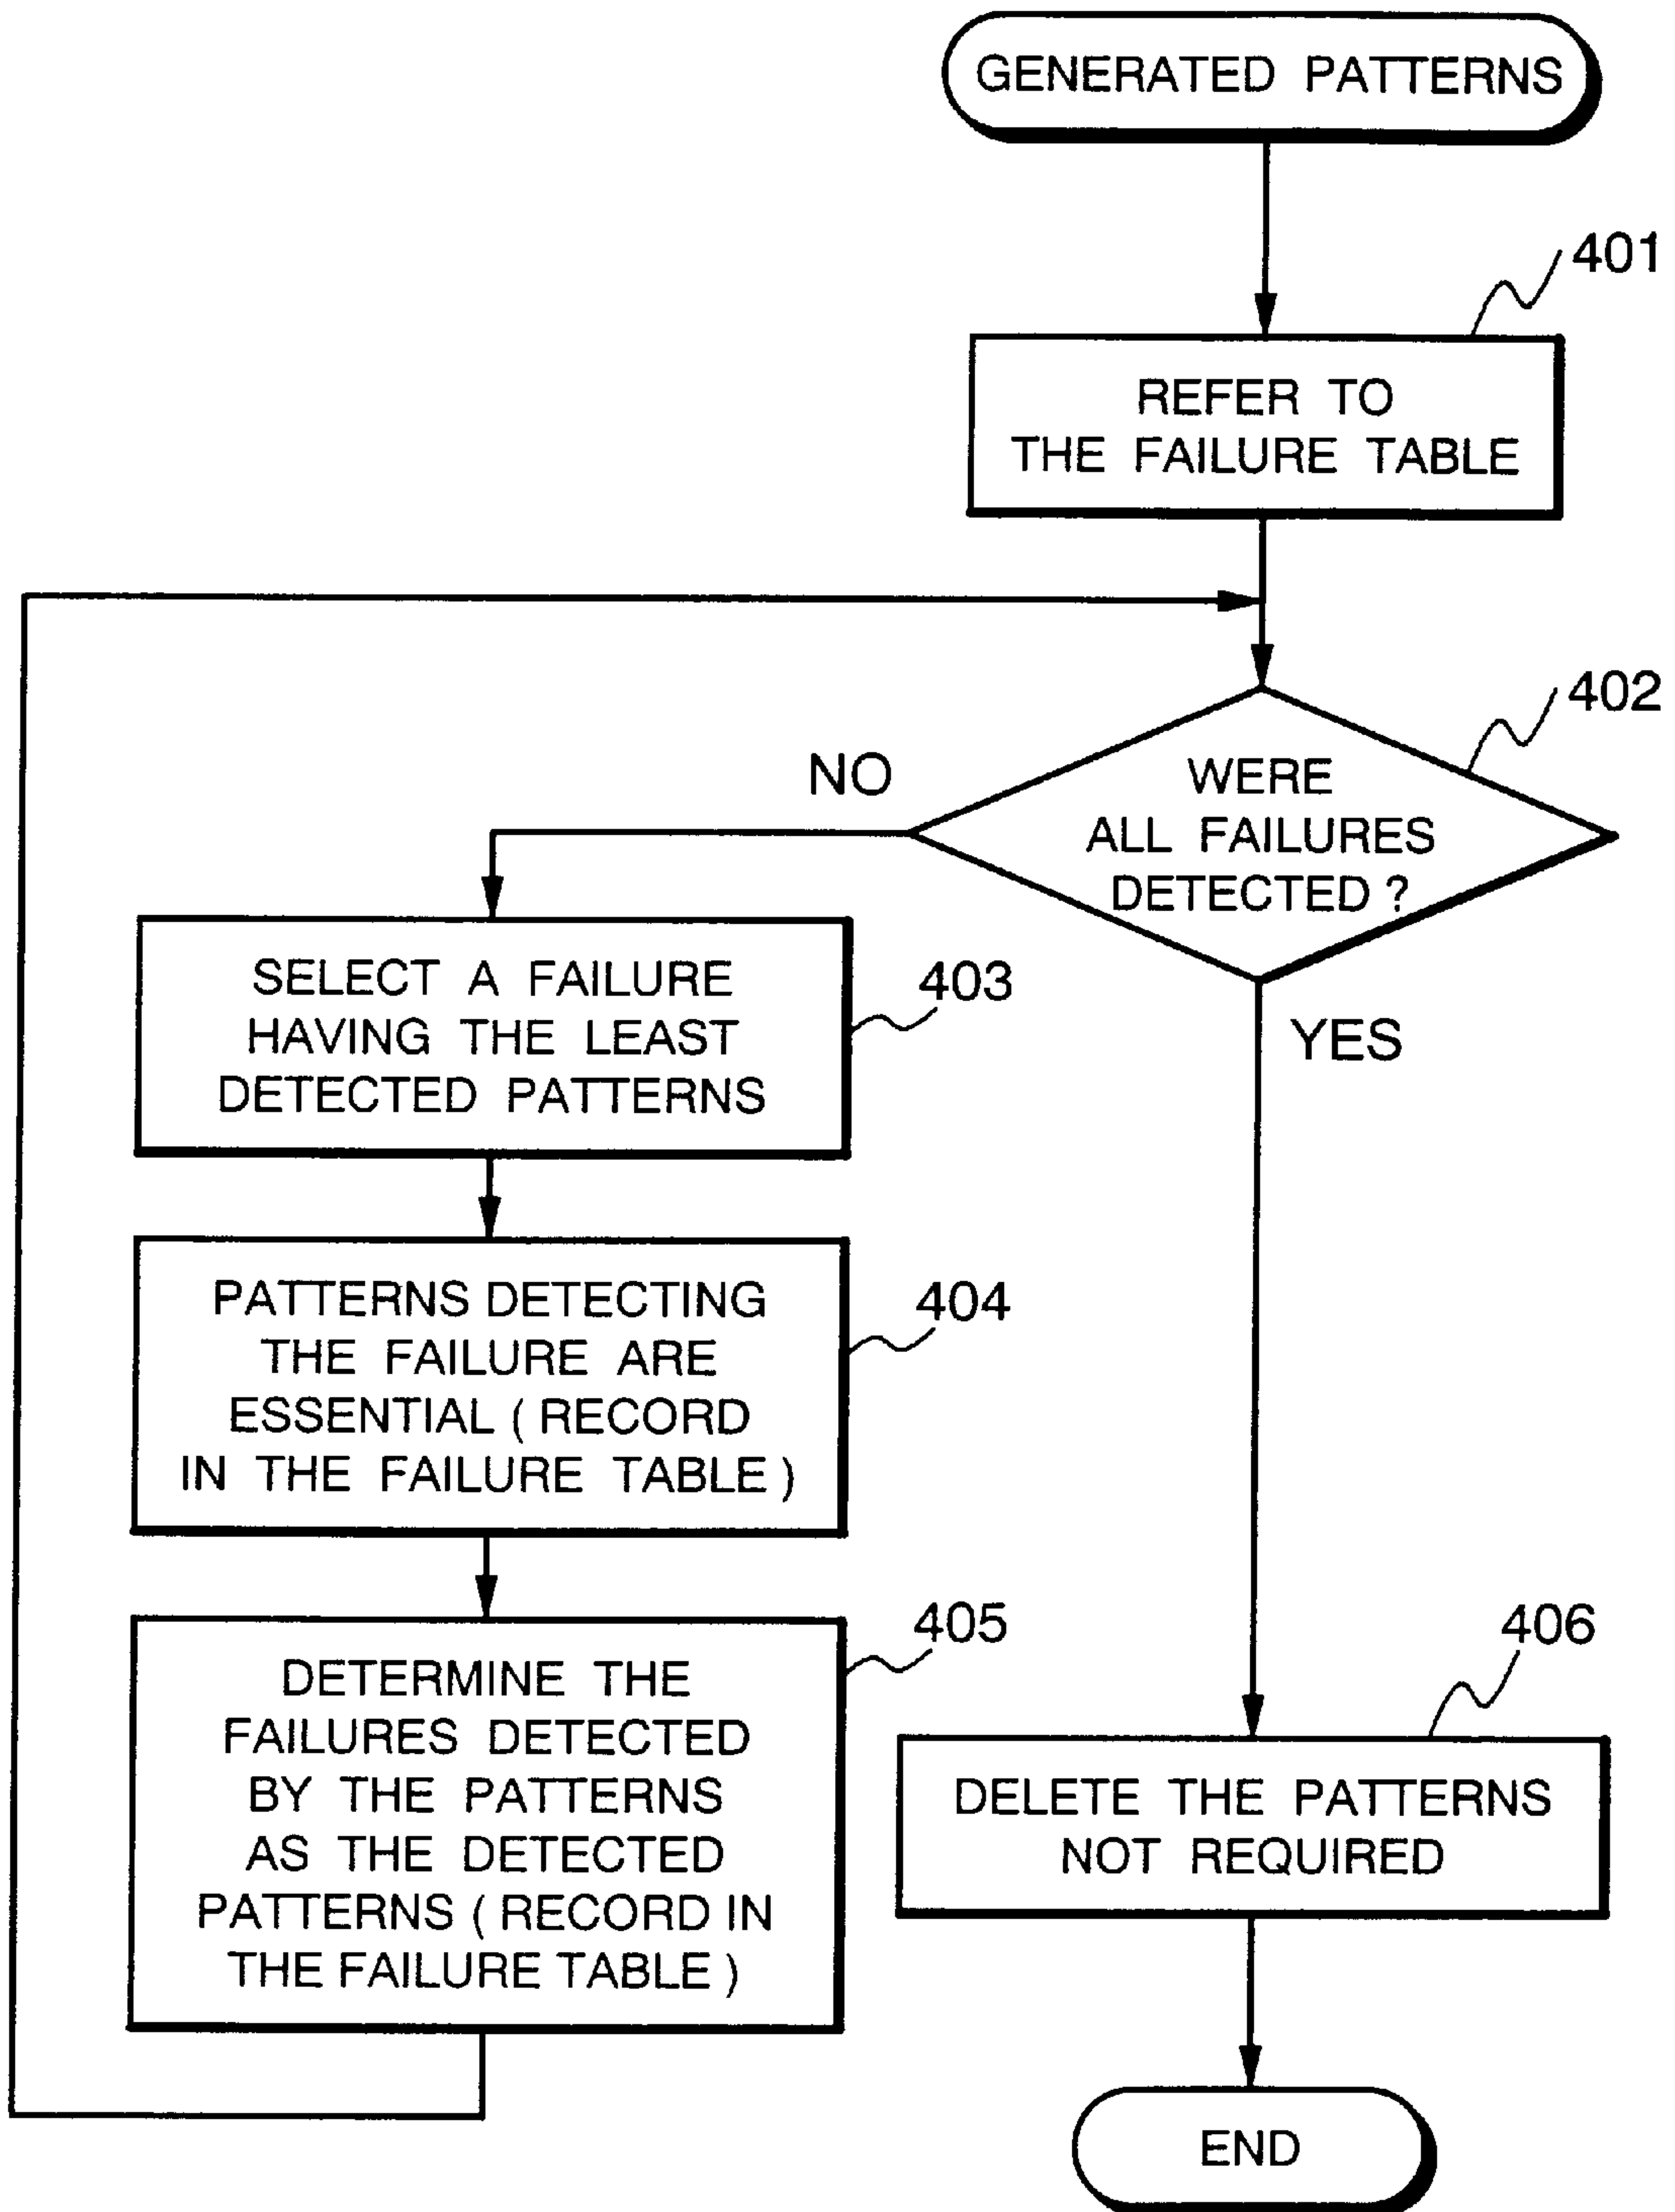 GENERATED PATTERNS
401
REFER TO
THE FAILURE TABLE
402
WERE
ALL FAILURES
DETECTED ?
NO
YES
SELECT A FAILURE
HAVING THE LEAST
DETECTED PATTERNS
403
PATTERNS DETECTING
THE FAILURE ARE
ESSENTIAL ( RECORD
IN THE FAILURE TABLE )
404
DETERMINE THE
FAILURES DETECTED
BY THE PATTERNS
AS THE DETECTED
PATTERNS ( RECORD IN
THE FAILURE TABLE )
405
406
DELETE THE PATTERNS
NOT REQUIRED
END